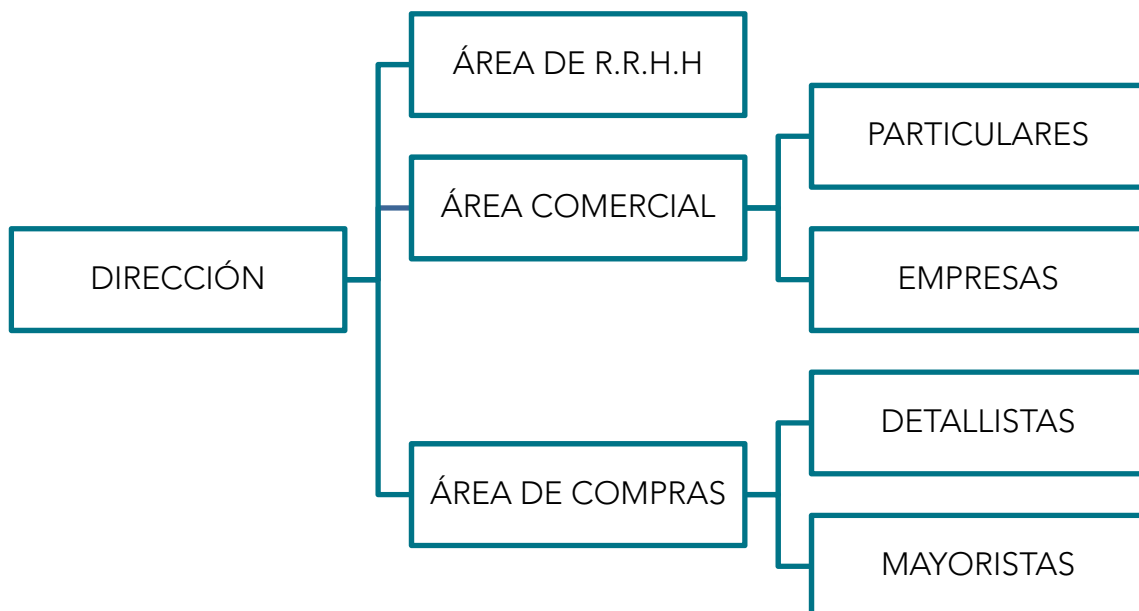 DIRECCIÓN
ÁREA DE R.R.H.H
ÁREA COMERCIAL
PARTICULARES
EMPRESAS
ÁREA DE COMPRAS
DETALLISTAS
MAYORISTAS